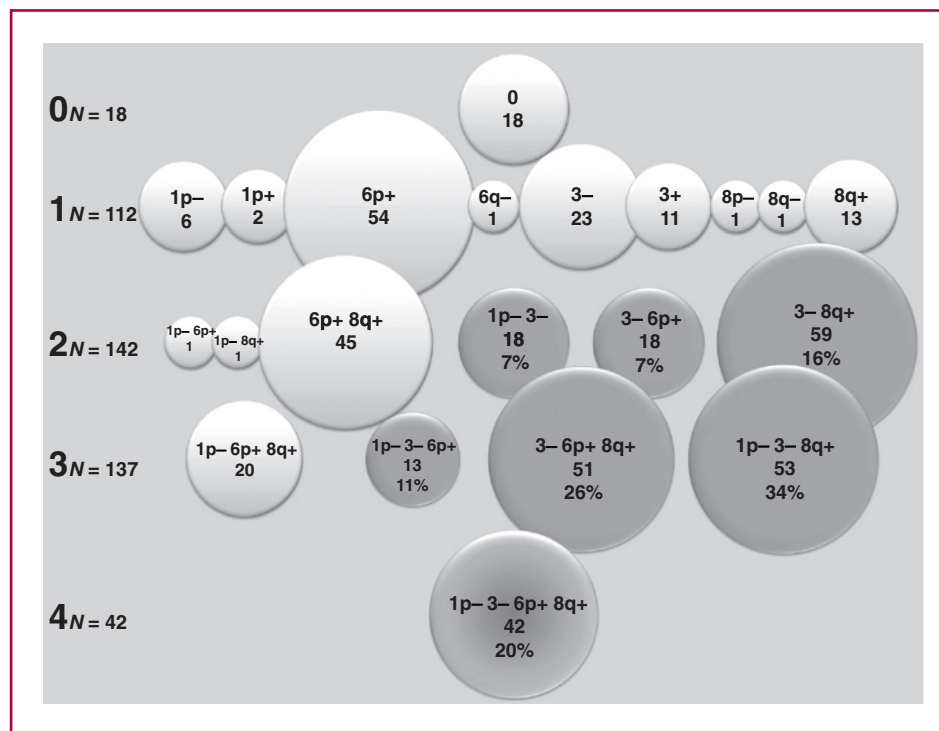 0 N = 18
0
18
1 N = 112
1p–
6
1p+
2
6p+
54
6q–
1
3–
23
3+
11
8p–
1
8q–
1
8q+
13
2 N = 142
1p– 6p+
1
1p– 8q+
1
6p+ 8q+
45
1p– 3–
18
7%
3– 6p+
18
7%
3– 8q+
59
16%
3 N = 137
1p– 6p+ 8q+
20
1p– 3– 6p+
13
11%
3– 6p+ 8q+
51
26%
1p– 3– 8q+
53
34%
4 N = 42
1p– 3– 6p+ 8q+
42
20%